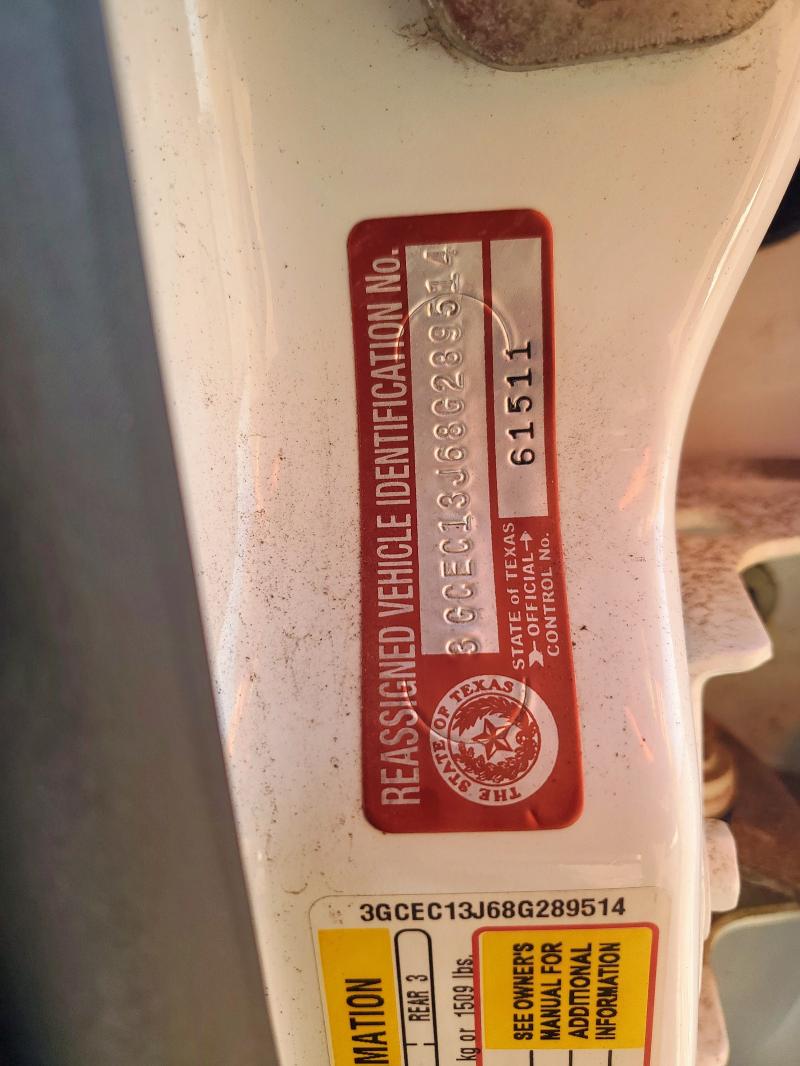 REASSIGNED VEHICLE IDENTIFICATION No.
3GCEC13J68G289514
STATE of TEXAS
OFFICIAL
CONTROL No.
61511
THE STATE OF TEXAS
3GCEC13J68G289514
MATION
REAR 3
kg or 1509 lbs.
SEE OWNER'S
MANUAL FOR
ADDITIONAL
INFORMATION